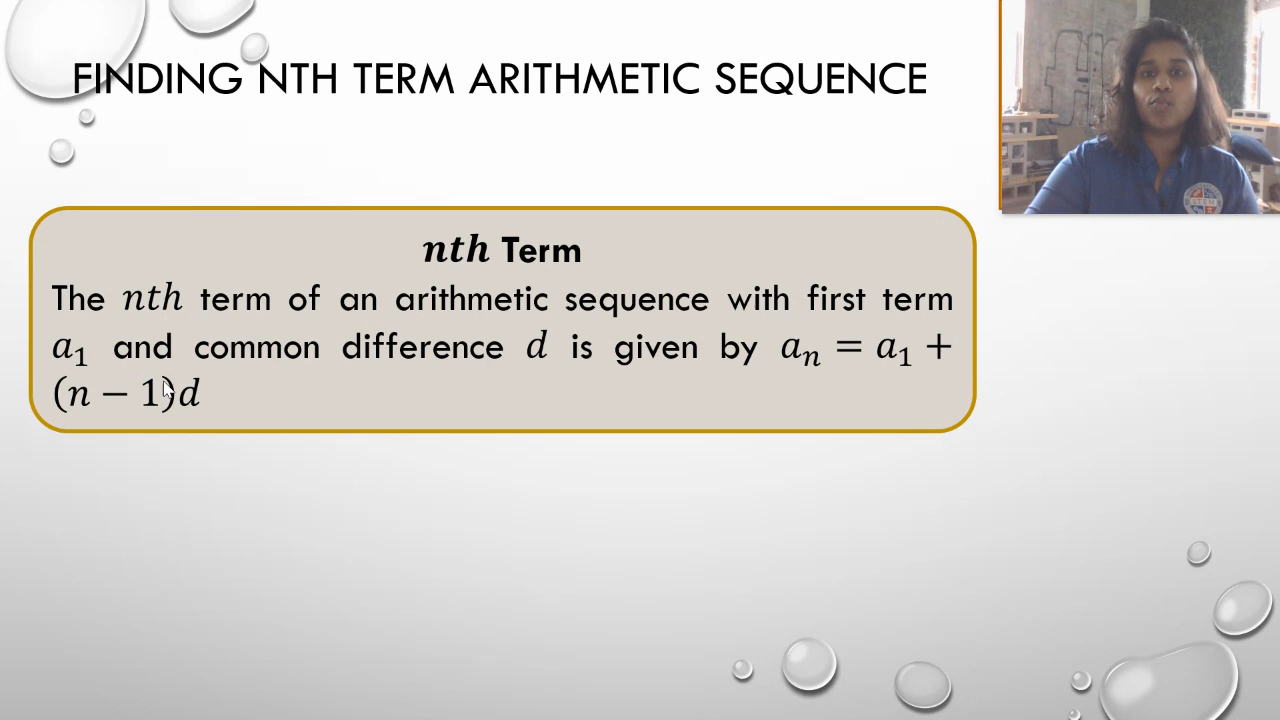 FINDING NTH TERM ARITHMETIC SEQUENCE
nth Term
The nth term of an arithmetic sequence with first term
a₁ and common difference d is given by aₙ = a₁ +
(n − 1)d
STEM